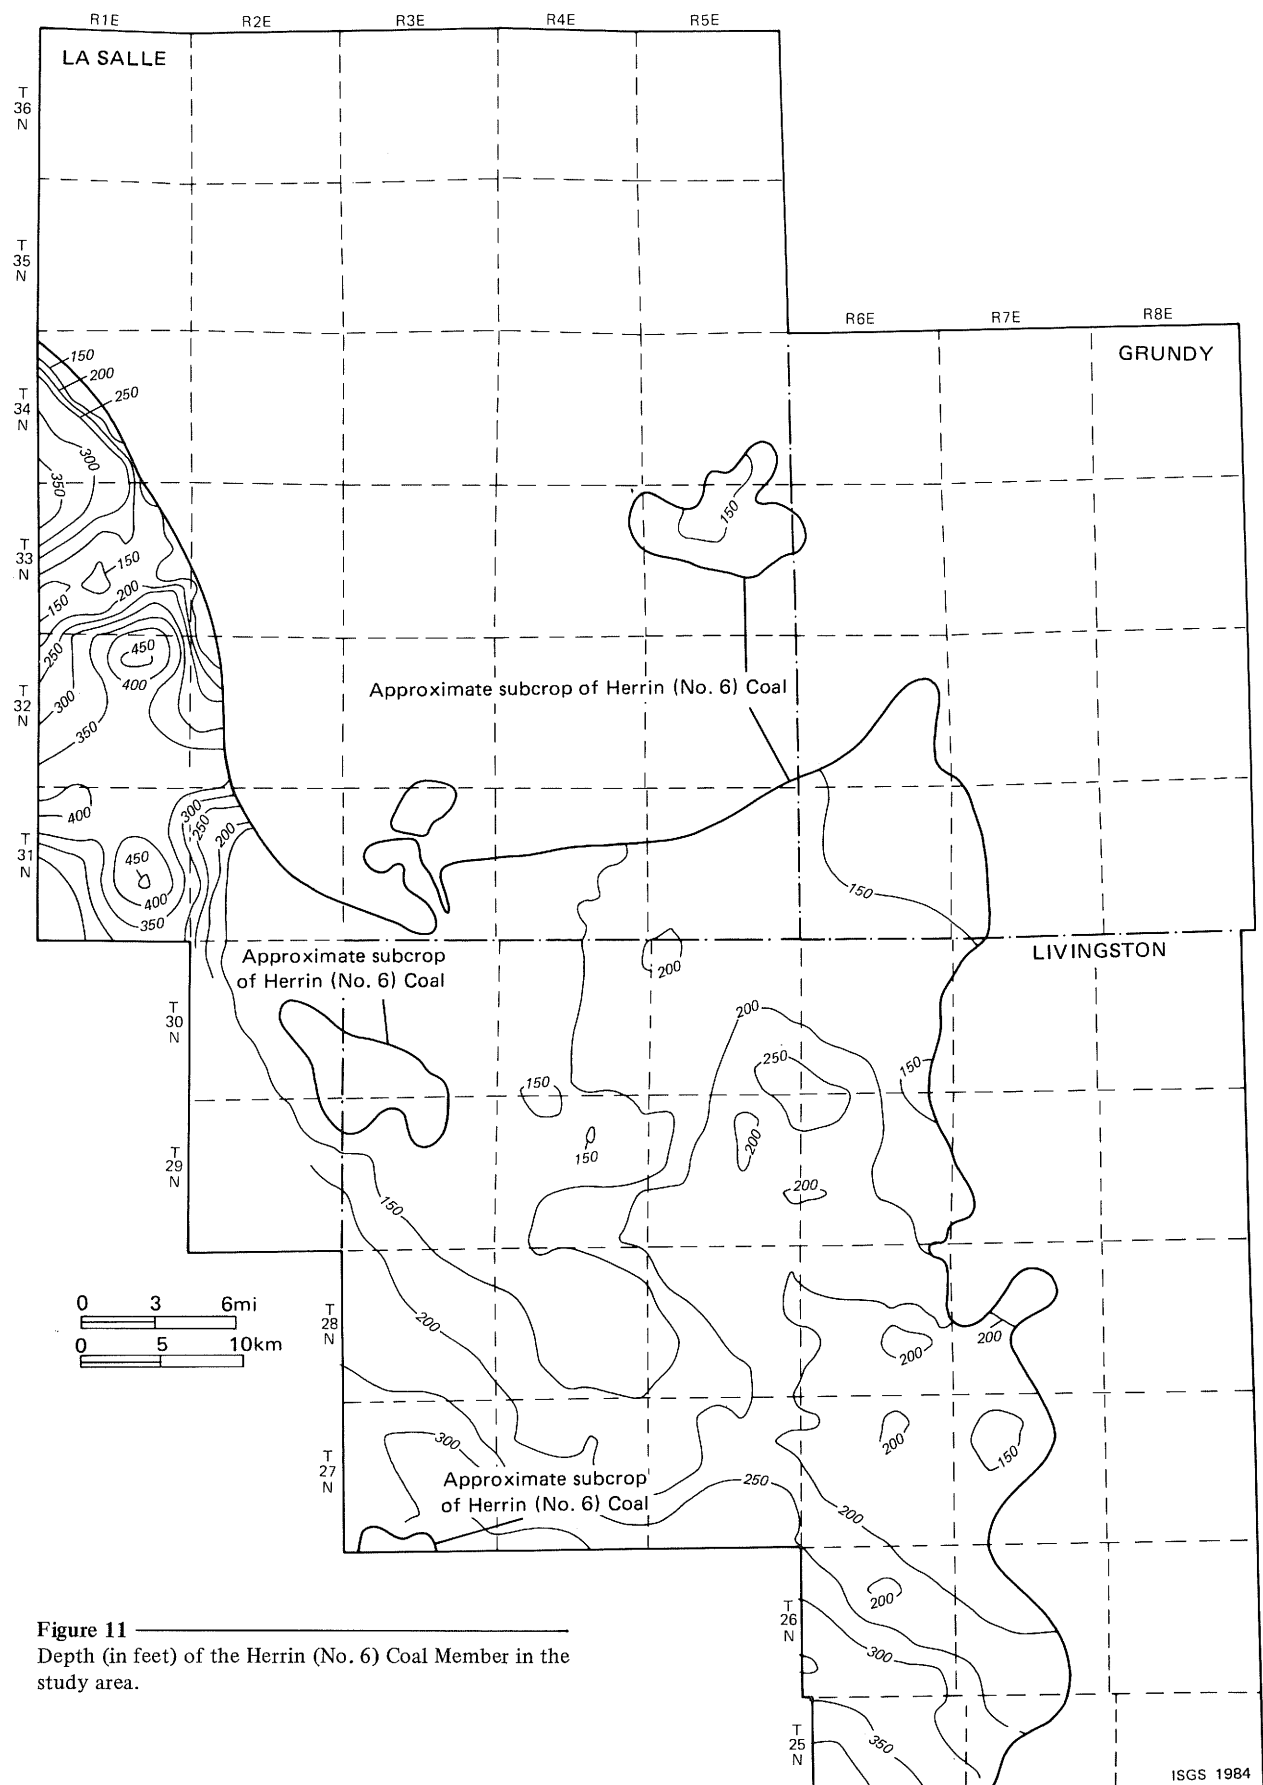 R1E R2E R3E R4E R5E
LA SALLE
T
36
N
T
35
N
R6E R7E R8E
GRUNDY
150
200
250
T
34
N
300
350
150
T
33
N
150
200
150
250
450
400
T
32
N
300
350
Approximate subcrop of Herrin (No. 6) Coal
400
300
250
200
T
31
N
450
400
350
150
LIVINGSTON
Approximate subcrop
of Herrin (No. 6) Coal
200
T
30
N
200
250
150
150
150
200
T
29
N
200
150
0 3 6mi
0 5 10km
T
28
N
200
200
200
T
27
N
300
200
150
Approximate subcrop
of Herrin (No. 6) Coal
250
200
T
26
N
200
300
T
25
N
350
Figure 11
Depth (in feet) of the Herrin (No. 6) Coal Member in the
study area.
ISGS 1984